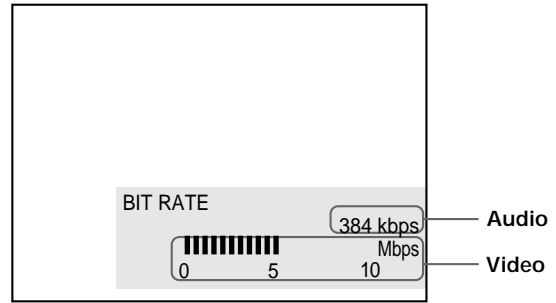 BIT RATE
384 kbps
Audio
Mbps
0 5 10
Video